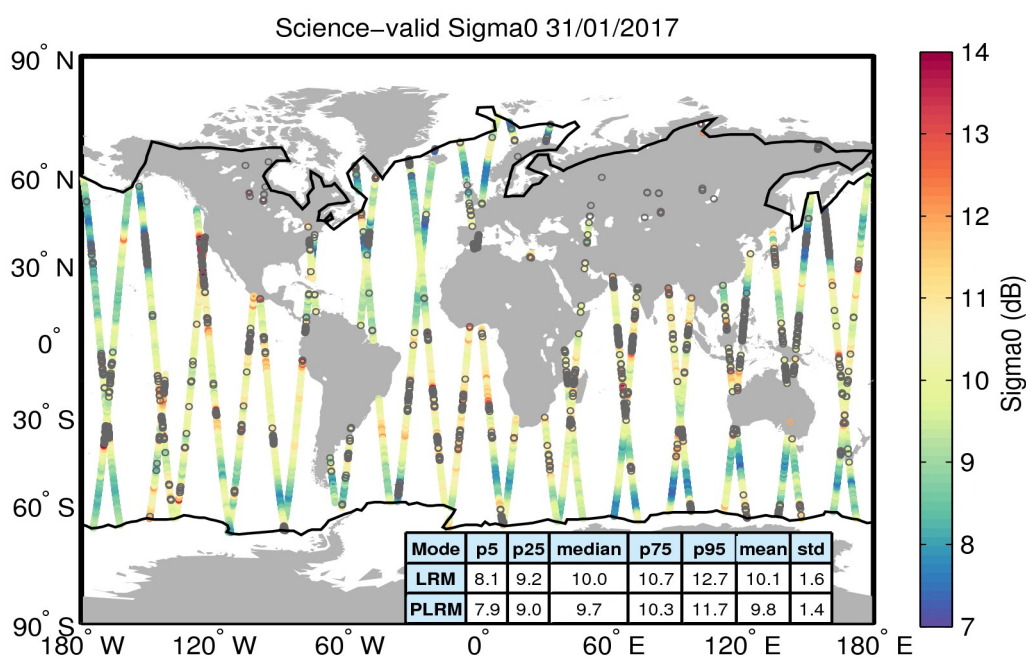 Science−valid Sigma0 31/01/2017
90° N
60° N
30° N
0°
30° S
60° S
90° S
180° W
120° W
60° W
0°
60° E
120° E
180° E
Mode p5 p25 median p75 p95 mean std
LRM 8.1 9.2 10.0 10.7 12.7 10.1 1.6
PLRM 7.9 9.0 9.7 10.3 11.7 9.8 1.4
14
13
12
11
10
9
8
7
Sigma0 (dB)